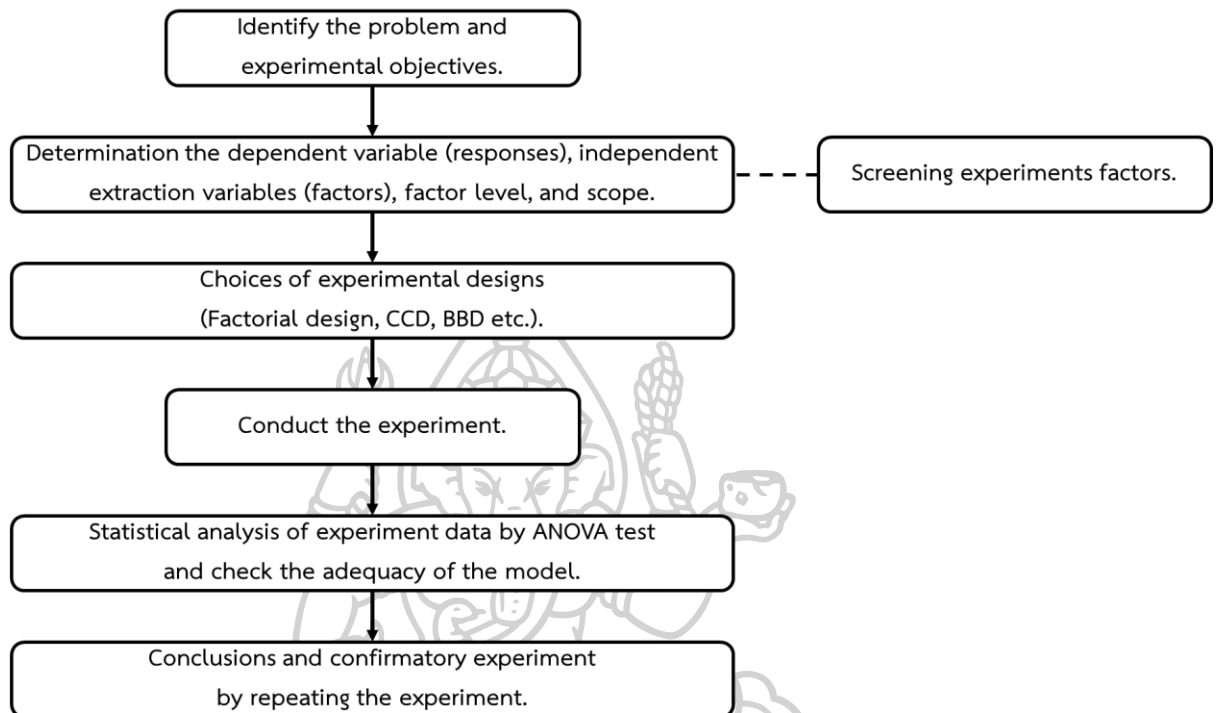 Identify the problem and
experimental objectives.
Determination the dependent variable (responses), independent
extraction variables (factors), factor level, and scope.
Screening experiments factors.
Choices of experimental designs
(Factorial design, CCD, BBD etc.).
Conduct the experiment.
Statistical analysis of experiment data by ANOVA test
and check the adequacy of the model.
Conclusions and confirmatory experiment
by repeating the experiment.